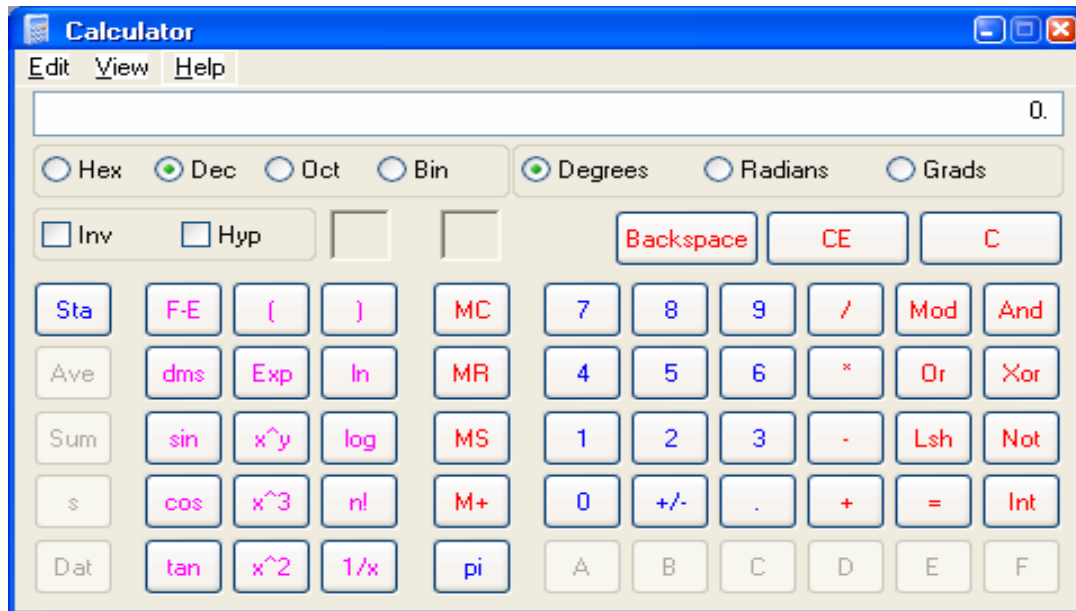 Calculator
Edit View Help
0.
Hex Dec Oct Bin Degrees Radians Grads
Inv Hyp Backspace CE C
Sta F-E ( ) MC 7 8 9 / Mod And
Ave dms Exp ln MR 4 5 6 * Or Xor
Sum sin x^y log MS 1 2 3 - Lsh Not
s cos x^3 n! M+ 0 +/- . + = Int
Dat tan x^2 1/x pi A B C D E F